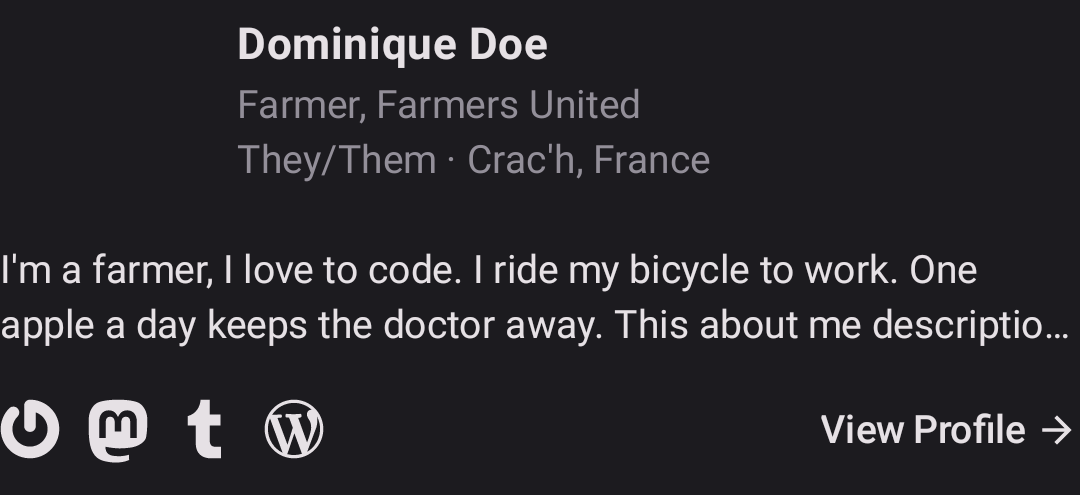 Dominique Doe
Farmer, Farmers United
They/Them · Crac'h, France
I'm a farmer, I love to code. I ride my bicycle to work. One
apple a day keeps the doctor away. This about me descriptio…
View Profile →